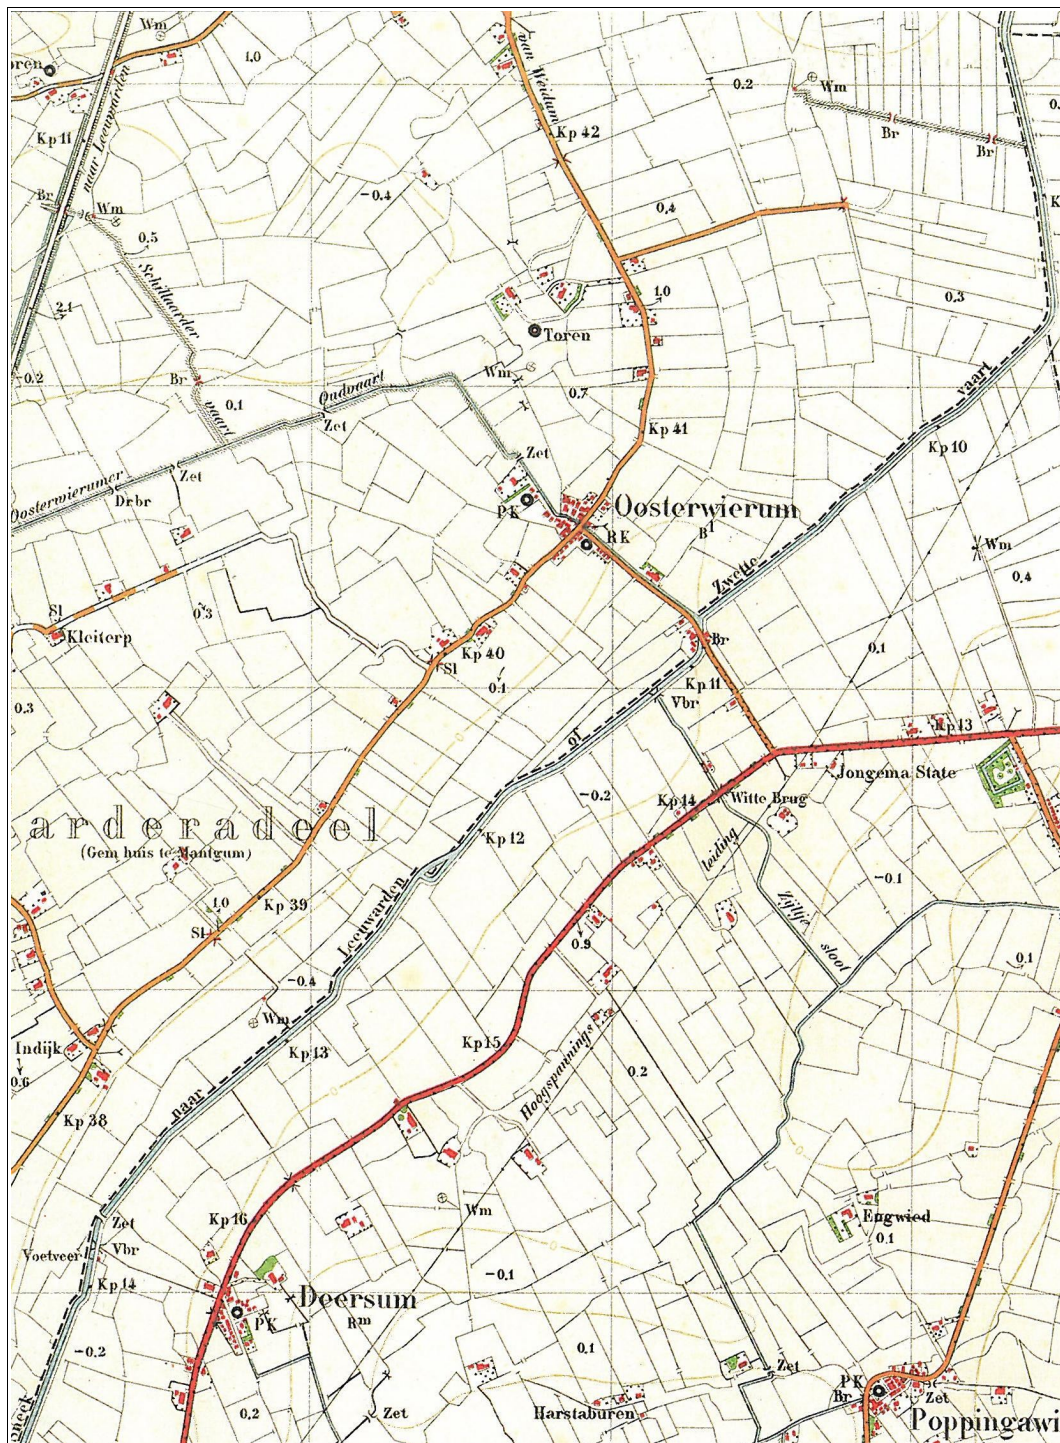 Wm
1.0
oren
van Weidum
0.2
Wm
Kp 11
naar Leeuwarden
Kp 42
Br
Br
Br
Wm
-0.4
0.4
0.5
Schillaarder
vaart
2.1
1.0
0.3
Toren
-0.2
Wm
0.7
Br
0.1
Oudvaart
Zet
vaart
Kp 41
Kp 10
Zet
Zet
Oosterwierumer
Drbr
PK
Oosterwierum
B1
RK
Wm
0.4
Zwette
Sl
0.3
Kleiterp
Br
0.1
Kp 40
Sl
0.1
Kp 11
Vbr
0.3
Kp 13
of
Jongema State
-0.2
Kp 14
Witte Brug
arderadeel
(Gem huis te Mantgum)
Kp 12
leiding
-0.1
Kp 39
1.0
Sl
Leeuwarden
Zijltje
sloot
0.9
0.1
-0.4
Wm
Kp 13
Kp 15
Indijk
0.6
Hoogspannings
0.2
naar
Kp 38
Zet
Kp 16
Wm
Engwied
0.1
Voetveer
Vbr
Kp 14
-0.1
Deersum
Rm
PK
-0.2
0.1
Zet
PK
Br
Zet
0.2
Zet
Harstaburen
Poppingawi